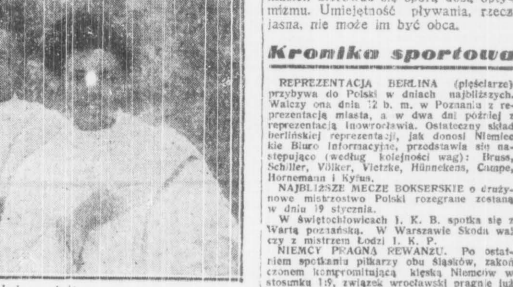 mizmu. Umiejętność pływania, rzecz
jasna, nie może im być obca.
Kronika sportowa
REPREZENTACJA BERLINA (pięściarze)
przybywa do Polski w dniach najbliższych.
Walczy ona dnia 12 b. m. w Poznaniu z re-
prezentacją miasta, a w dwa dni później z
reprezentacją Inowrocławia. Ostateczny skład
berlińskiej reprezentacji, jak donosi Niemiec
kie Biuro Informacyjne, przedstawia się na-
stępująco (według kolejności wag): Bruss,
Schiller, Völker, Vietzke, Hünnekens, Campe,
Hornemann i Kyfus.
NAJBLIŻSZE MECZE BOKSERSKIE o druży-
nowe mistrzostwo Polski rozegrane zostaną
w dniu 19 stycznia.
W Świętochłowicach I. K. B. spotka się z
Wartą poznańską. W Warszawie Skoda wal
czy z mistrzem Łodzi I. K. P.
NIEMCY PRAGNĄ REWANŻU. Po ostat-
niem spotkaniu piłkarzy obu Śląsków, zakoń
czonem kompromitującą klęską Niemców w
stosunku 1:9, związek wrocławski pragnie już